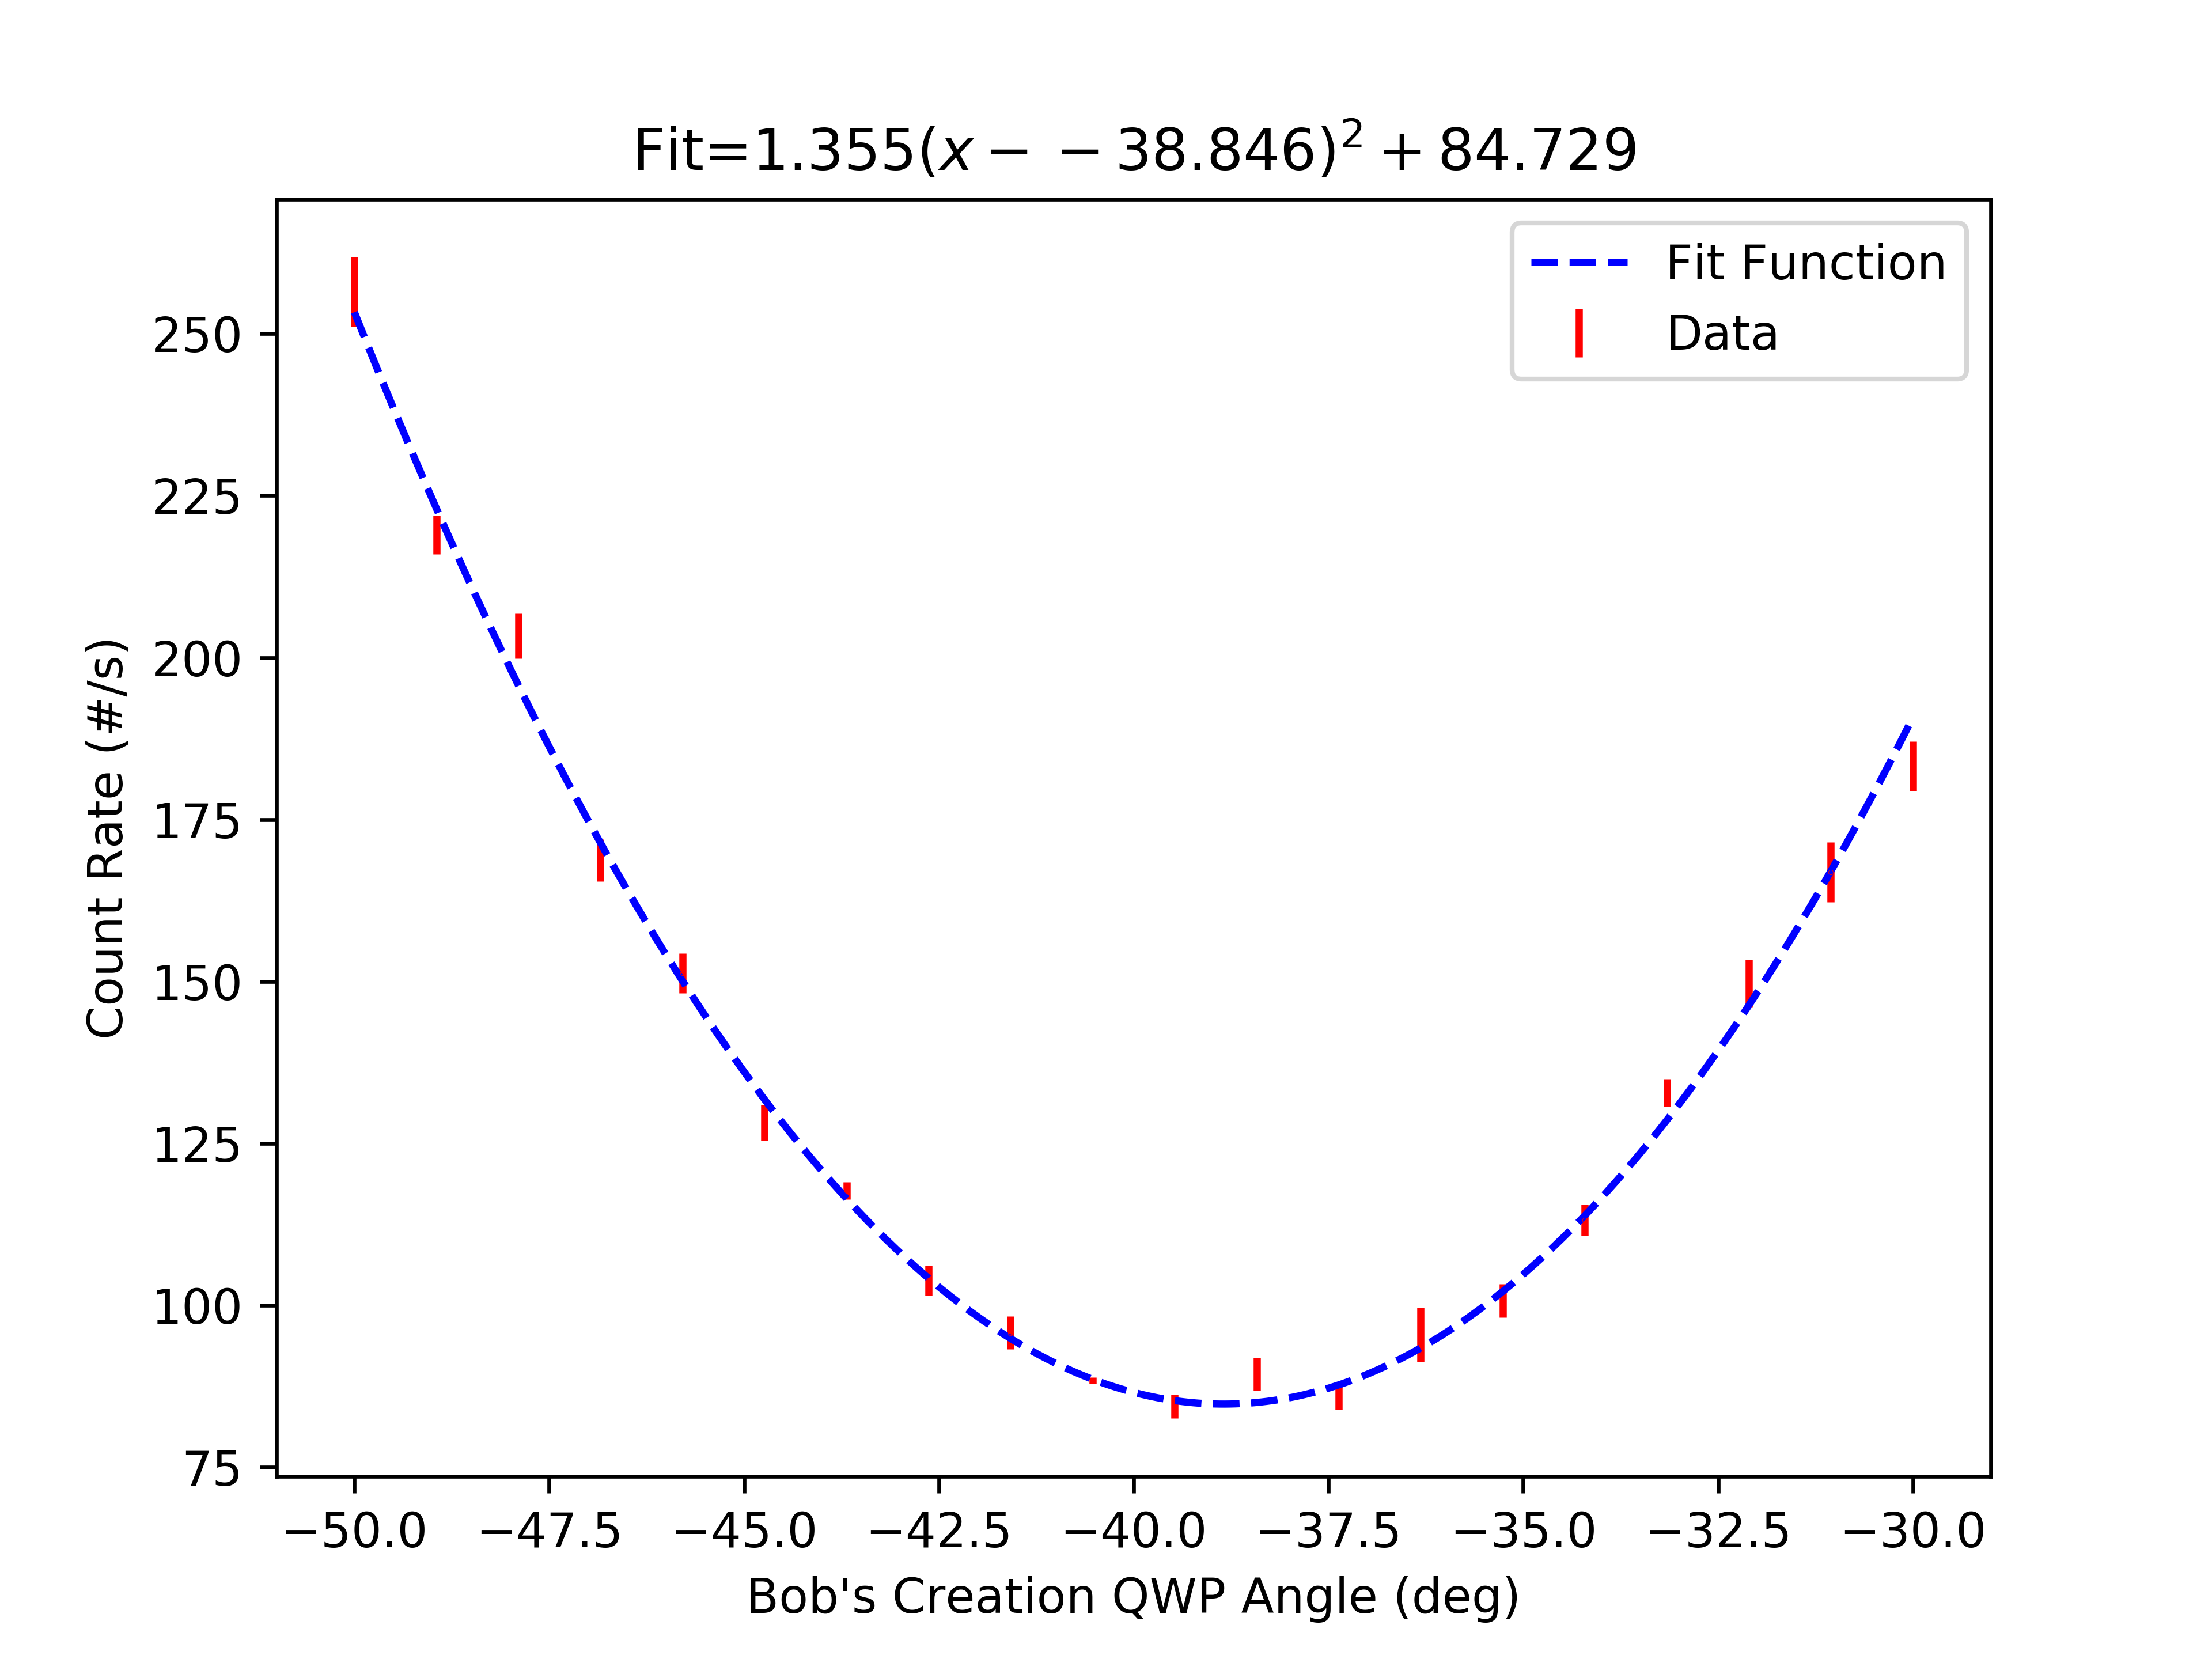 Fit=1.355(x − −38.846)² + 84.729
Fit Function
Data
Count Rate (#/s)
250
225
200
175
150
125
100
75
−50.0 −47.5 −45.0 −42.5 −40.0 −37.5 −35.0 −32.5 −30.0
Bob's Creation QWP Angle (deg)